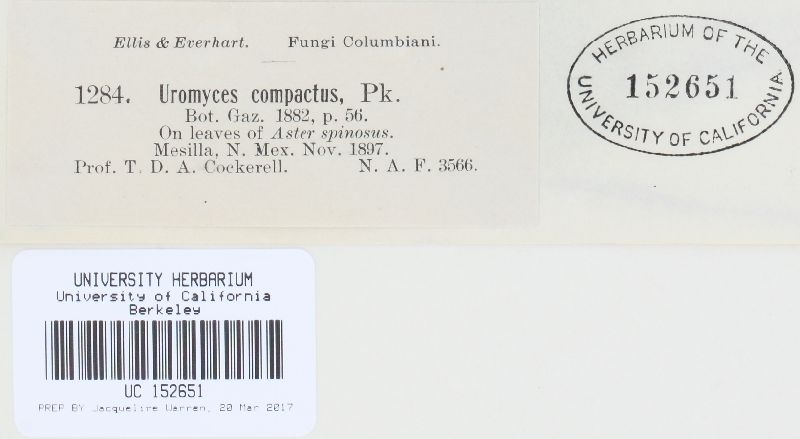 Ellis & Everhart. Fungi Columbiani.
1284. Uromyces compactus, Pk.
Bot. Gaz. 1882, p. 56.
On leaves of Aster spinosus.
Mesilla, N. Mex. Nov. 1897.
Prof. T. D. A. Cockerell. N. A. F. 3566.
HERBARIUM OF THE
152651
UNIVERSITY OF CALIFORNIA
UNIVERSITY HERBARIUM
University of California
Berkeley
UC 152651
PREP BY Jacqueline Warren, 20 Mar 2017